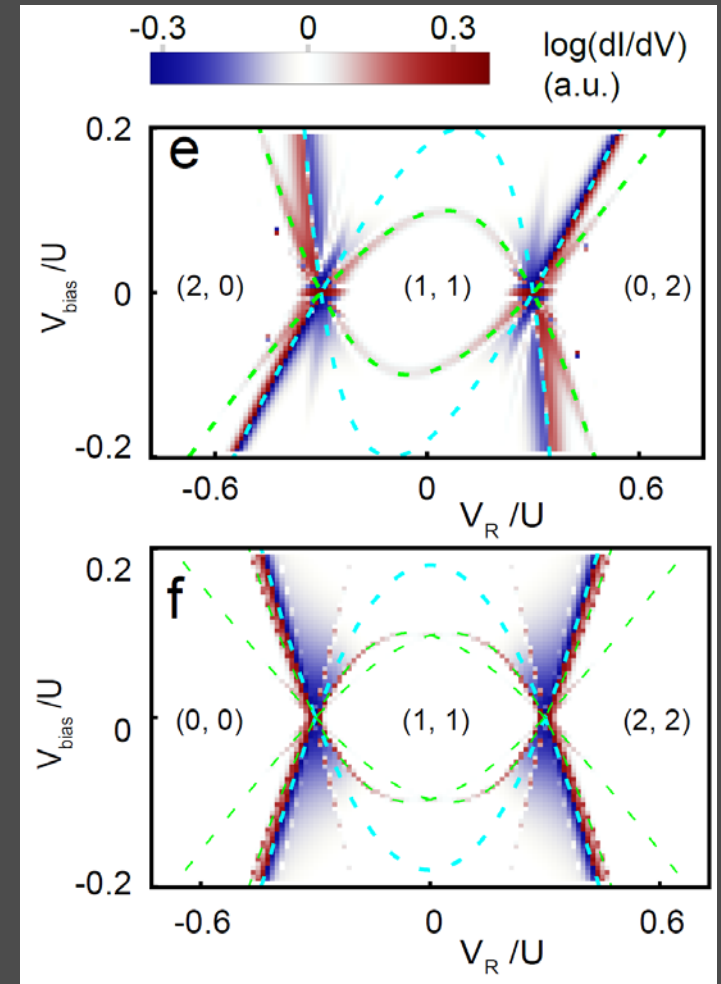 -0.3 0 0.3
log(dI/dV)
(a.u.)
e
0.2
0
-0.2
V_bias /U
(2, 0) (1, 1) (0, 2)
-0.6 0 0.6
V_R /U
f
0.2
0
-0.2
V_bias /U
(0, 0) (1, 1) (2, 2)
-0.6 0 0.6
V_R /U